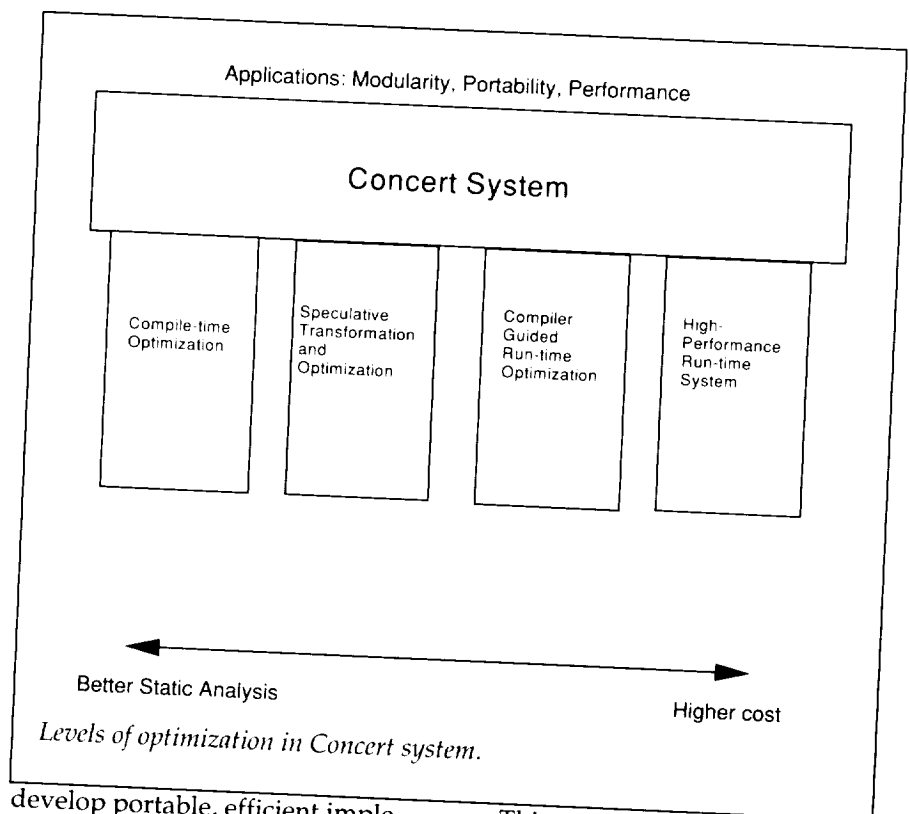 Applications: Modularity, Portability, Performance
Concert System
Compile-time
Optimization
Speculative
Transformation
and
Optimization
Compiler
Guided
Run-time
Optimization
High-
Performance
Run-time
System
Better Static Analysis
Higher cost
Levels of optimization in Concert system.
develop portable, efficient imple-